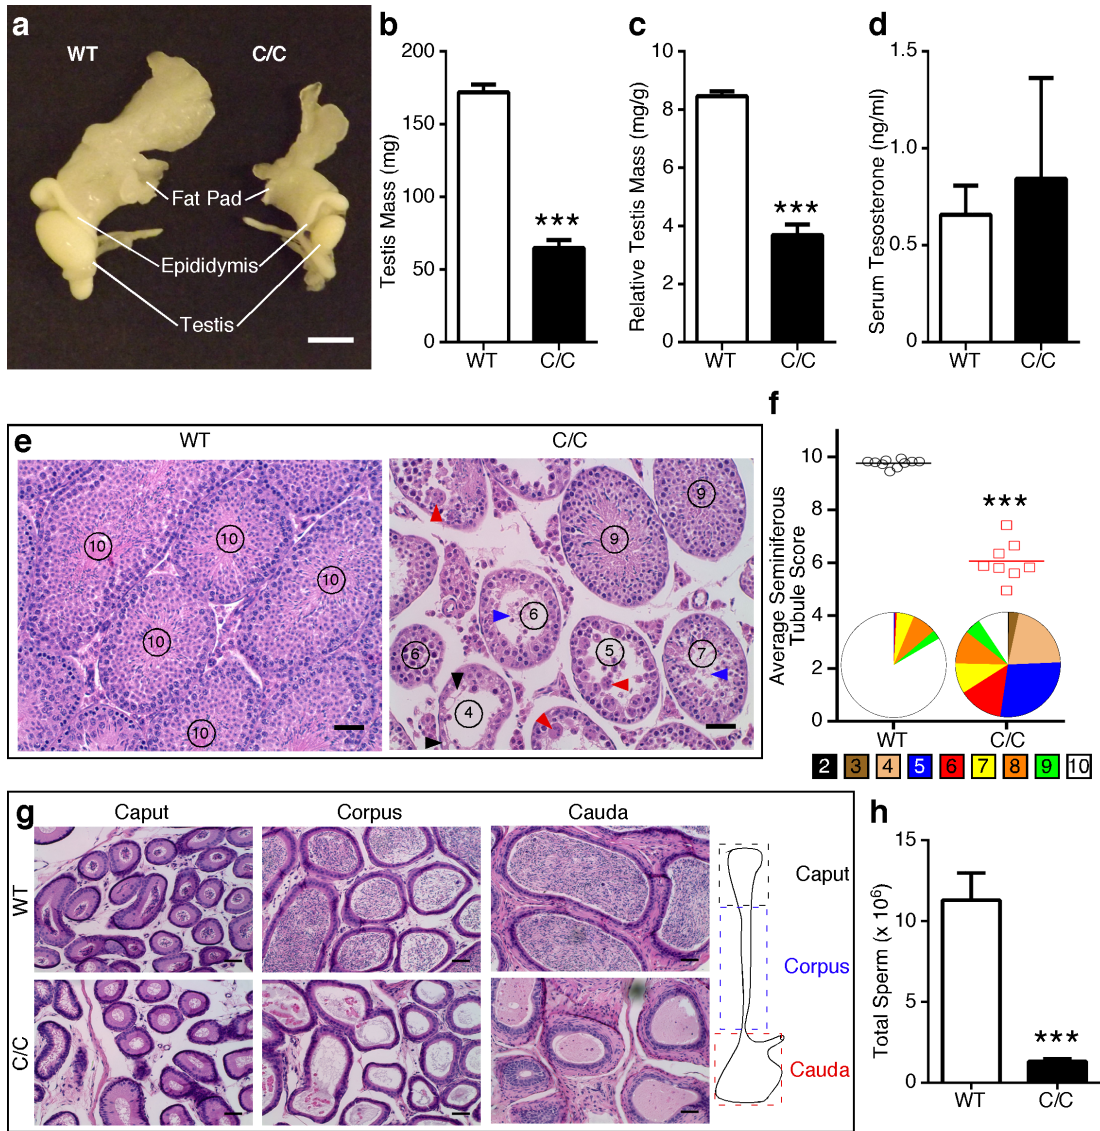 a
WT
C/C
Fat Pad
Epididymis
Testis
b
200
150
100
50
0
Testis Mass (mg)
***
WT
C/C
c
10
8
6
4
2
0
Relative Testis Mass (mg/g)
***
WT
C/C
d
1.5
1.0
0.5
0
Serum Tesosterone (ng/ml)
WT
C/C
e
WT
C/C
10
10
10
10
10
9
9
6
6
5
7
4
f
10
8
6
4
2
0
Average Seminiferous
Tubule Score
***
WT
C/C
2 3 4 5 6 7 8 9 10
g
Caput
Corpus
Cauda
WT
C/C
Caput
Corpus
Cauda
h
15
10
5
0
Total Sperm (x 10⁶)
***
WT
C/C